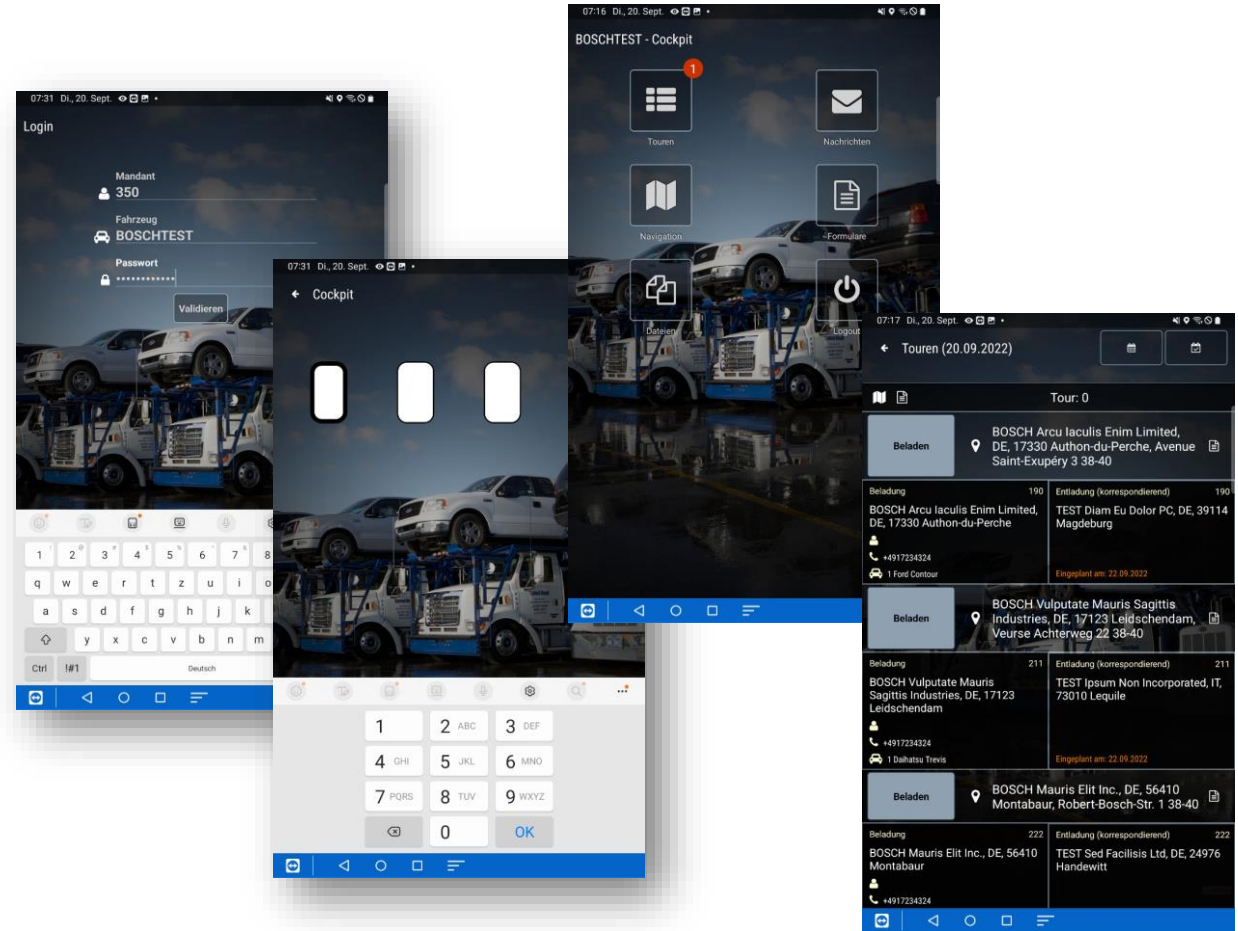 07:31 Di., 20. Sept.
Login
Mandant
350
Fahrzeug
BOSCHTEST
Passwort
••••••••••••
Validieren
1 2 @ 3 # 4 $ 5 % 6 ^ 7 & 8
q w e r t z u i o
a s d f g h j k
y x c v b n m
Ctrl !#1 Deutsch
07:31 Di., 20. Sept.
Cockpit
1 2 ABC 3 DEF
4 GHI 5 JKL 6 MNO
7 PQRS 8 TUV 9 WXYZ
0 OK
07:16 Di., 20. Sept.
BOSCHTEST - Cockpit
1
Touren Nachrichten
Navigation Formulare
Dateien Logout
07:17 Di., 20. Sept.
Touren (20.09.2022)
Tour: 0
Beladen
BOSCH Arcu Iaculis Enim Limited,
DE, 17330 Authon-du-Perche, Avenue
Saint-Exupéry 3 38-40
Beladung 190 Entladung (korrespondierend) 190
BOSCH Arcu Iaculis Enim Limited,
DE, 17330 Authon-du-Perche
TEST Diam Eu Dolor PC, DE, 39114
Magdeburg
+4917234324
1 Ford Contour
Eingeplant am: 22.09.2022
Beladen
BOSCH Vulputate Mauris Sagittis
Industries, DE, 17123 Leidschendam,
Veurse Achterweg 22 38-40
Beladung 211 Entladung (korrespondierend) 211
BOSCH Vulputate Mauris
Sagittis Industries, DE, 17123
Leidschendam
TEST Ipsum Non Incorporated, IT,
73010 Lequile
+4917234324
1 Daihatsu Trevis
Eingeplant am: 22.09.2022
Beladen
BOSCH Mauris Elit Inc., DE, 56410
Montabaur, Robert-Bosch-Str. 1 38-40
Beladung 222 Entladung (korrespondierend) 222
BOSCH Mauris Elit Inc., DE, 56410
Montabaur
TEST Sed Facilisis Ltd, DE, 24976
Handewitt
+4917234324